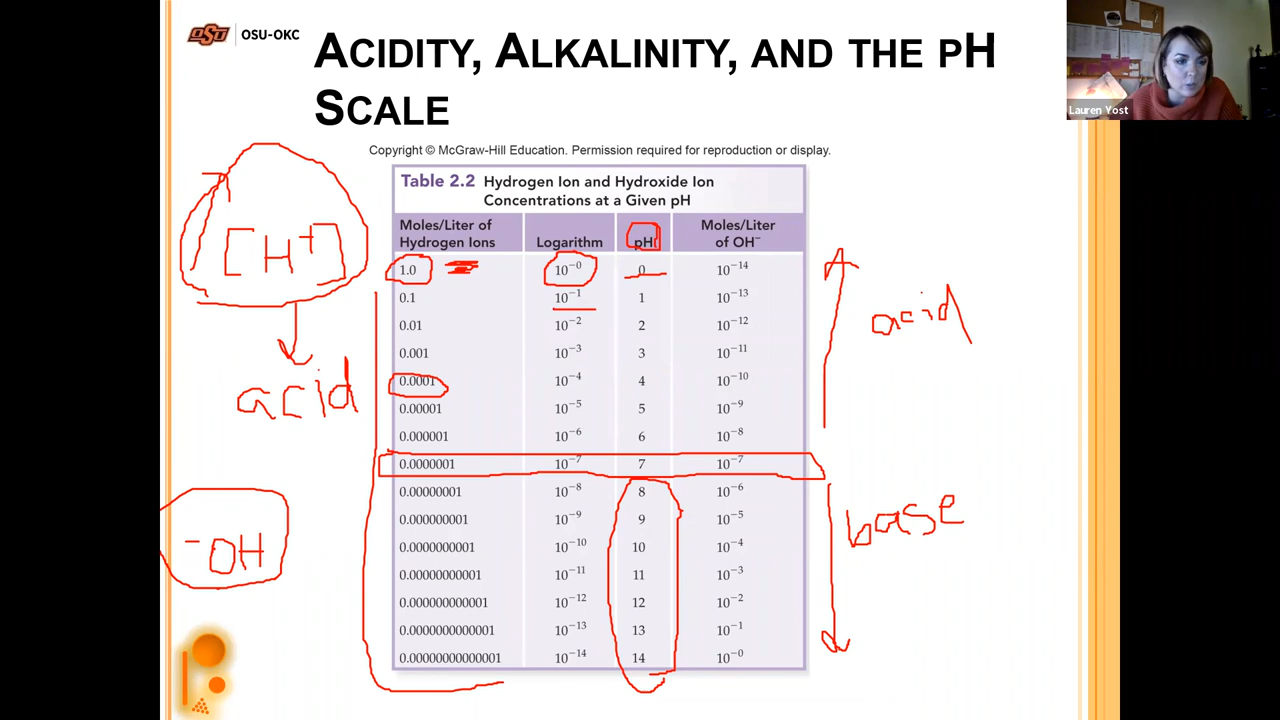 OSU OSU-OKC
ACIDITY, ALKALINITY, AND THE PH
SCALE
Lauren Yost
Copyright © McGraw-Hill Education. Permission required for reproduction or display.
Table 2.2 Hydrogen Ion and Hydroxide Ion
Concentrations at a Given pH
Moles/Liter of Hydrogen Ions Logarithm pH Moles/Liter of OH⁻
1.0 10⁻⁰ 0 10⁻¹⁴
0.1 10⁻¹ 1 10⁻¹³
0.01 10⁻² 2 10⁻¹²
0.001 10⁻³ 3 10⁻¹¹
0.0001 10⁻⁴ 4 10⁻¹⁰
0.00001 10⁻⁵ 5 10⁻⁹
0.000001 10⁻⁶ 6 10⁻⁸
0.0000001 10⁻⁷ 7 10⁻⁷
0.00000001 10⁻⁸ 8 10⁻⁶
0.000000001 10⁻⁹ 9 10⁻⁵
0.0000000001 10⁻¹⁰ 10 10⁻⁴
0.00000000001 10⁻¹¹ 11 10⁻³
0.000000000001 10⁻¹² 12 10⁻²
0.0000000000001 10⁻¹³ 13 10⁻¹
0.00000000000001 10⁻¹⁴ 14 10⁻⁰
[H⁺]
acid
⁻OH
acid
base